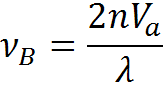 ν_B = 2nV_a / λ